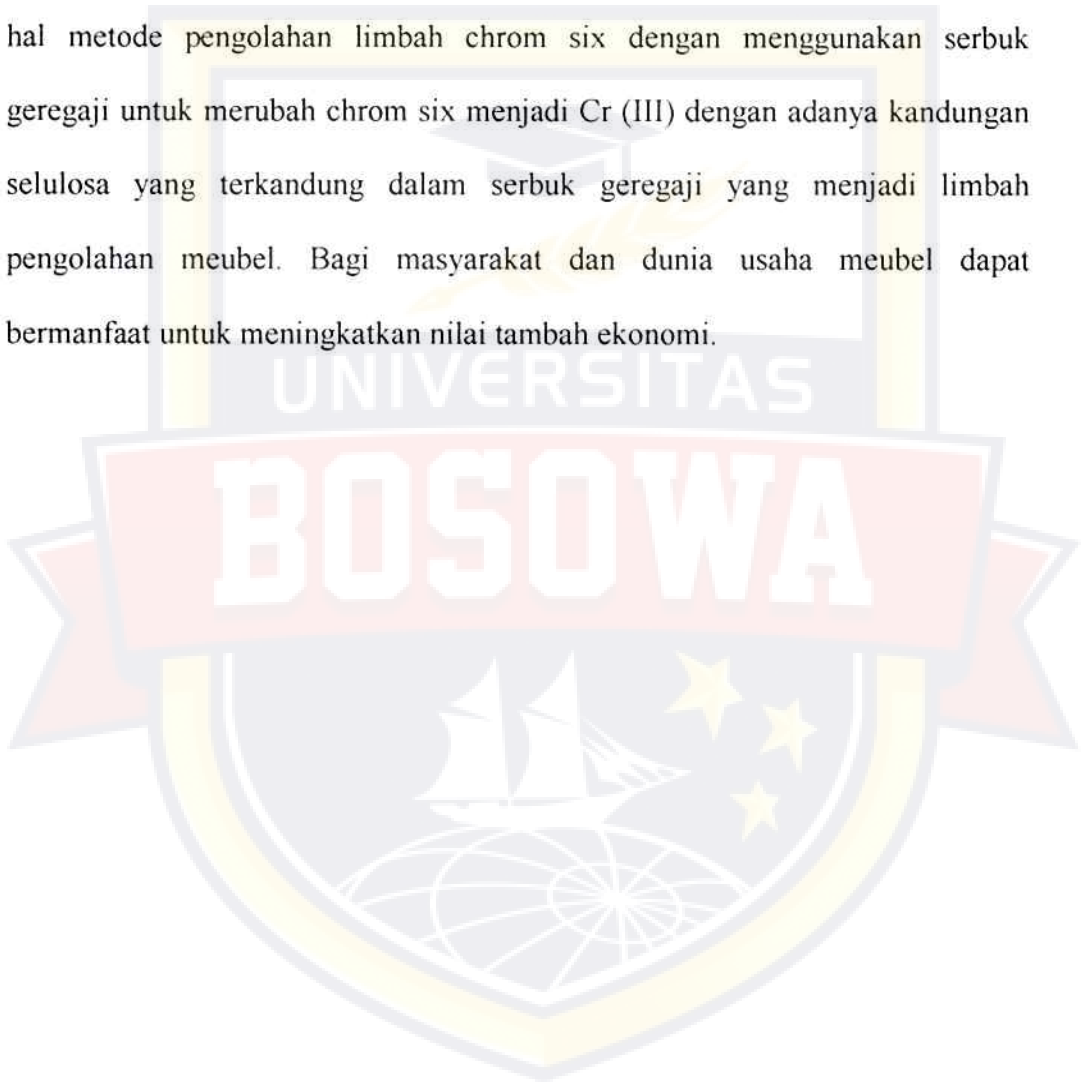 hal metode pengolahan limbah chrom six dengan menggunakan serbuk
geregaji untuk merubah chrom six menjadi Cr (III) dengan adanya kandungan
selulosa yang terkandung dalam serbuk geregaji yang menjadi limbah
pengolahan meubel. Bagi masyarakat dan dunia usaha meubel dapat
bermanfaat untuk meningkatkan nilai tambah ekonomi.
UNIVERSITAS
BOSOWA